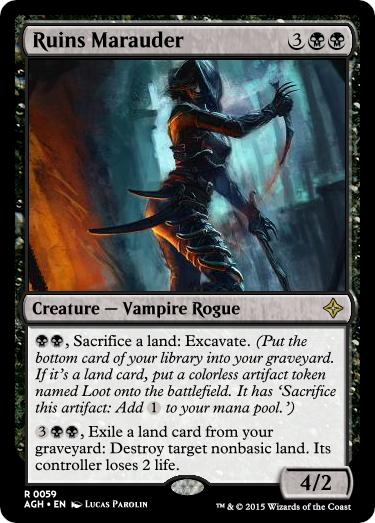 Ruins Marauder 3
Creature — Vampire Rogue
, Sacrifice a land: Excavate. (Put the
bottom card of your library into your graveyard.
If it's a land card, put a colorless artifact token
named Loot onto the battlefield. It has 'Sacrifice
this artifact: Add 1 to your mana pool.')
3, Exile a land card from your
graveyard: Destroy target nonbasic land. Its
controller loses 2 life.
4/2
R 0059
AGH • EN Lucas Parolin
™ & © 2015 Wizards of the Coast